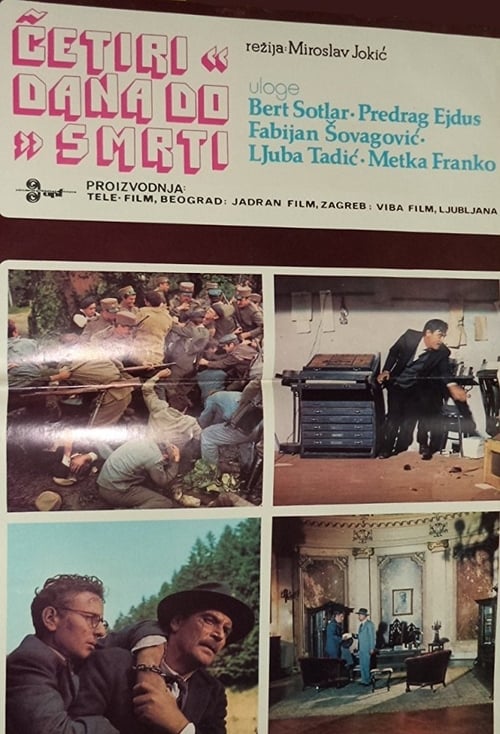 ČETIRI «
DANA DO
» SMRTI
režija: Miroslav Jokić
uloge
Bert Sotlar · Predrag Ejdus
Fabijan Šovagović ·
LJuba Tadić · Metka Franko
PROIZVODNJA:
TELE-FILM, BEOGRAD; JADRAN FILM, ZAGREB; VIBA FILM, LJUBLJANA